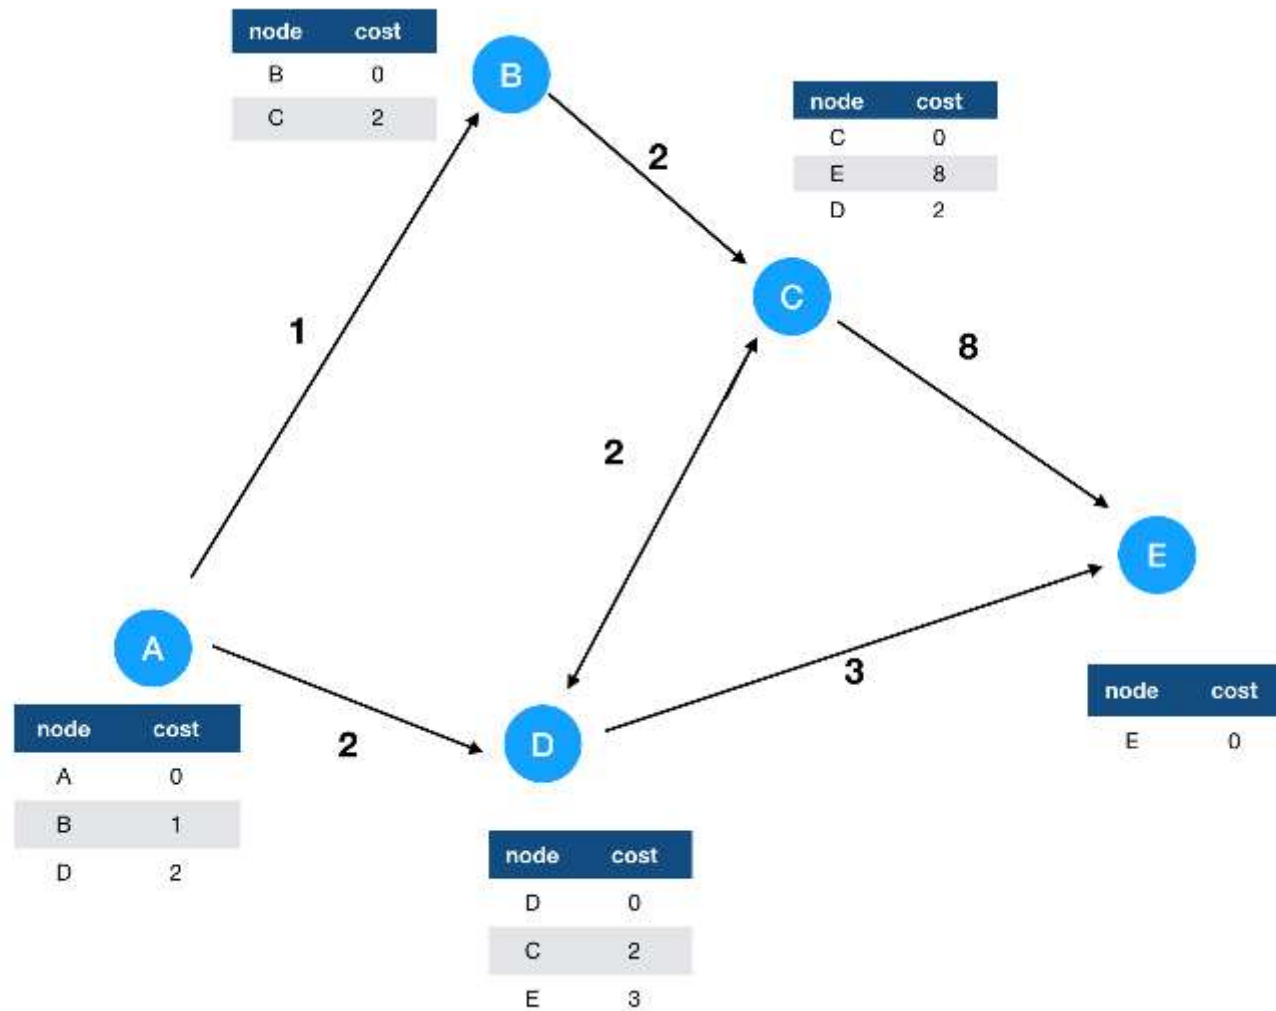 node cost
B 0
C 2
B
node cost
C 0
E 8
D 2
2
C
1
8
2
E
A
3
node cost
E 0
node cost
A 0
B 1
D 2
2
D
node cost
D 0
C 2
E 3